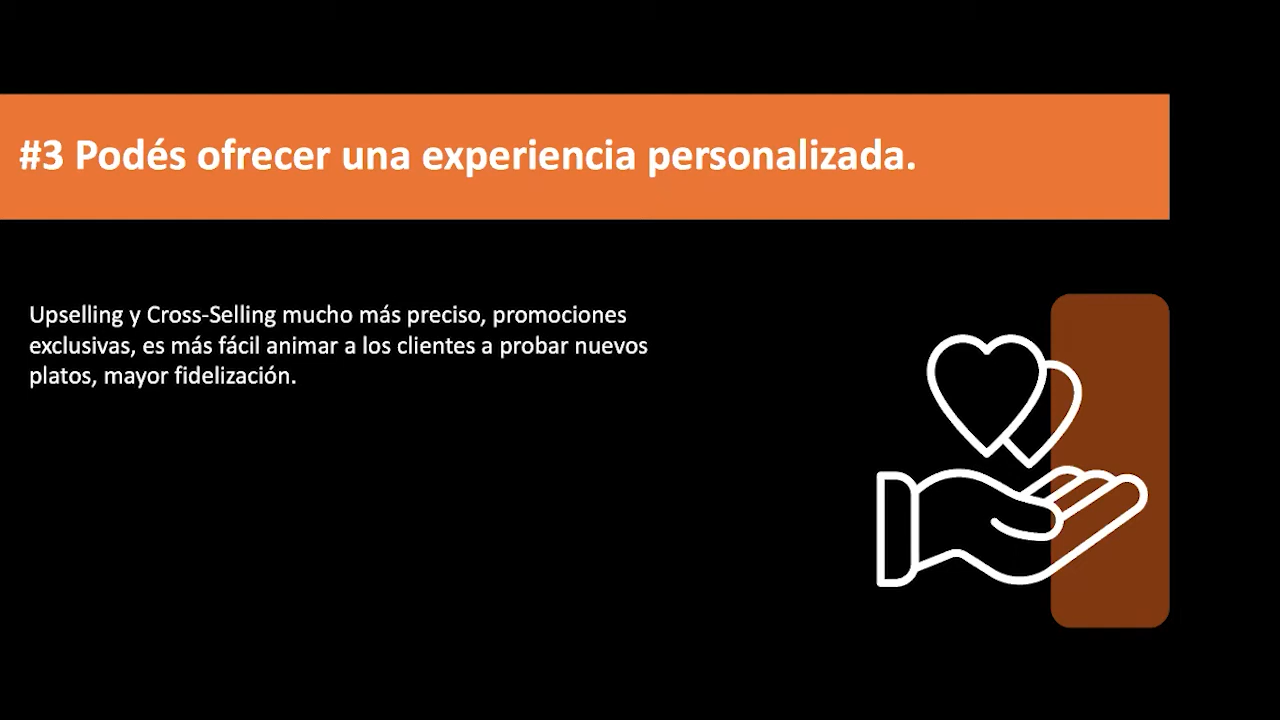 #3 Podés ofrecer una experiencia personalizada.
Upselling y Cross-Selling mucho más preciso, promociones
exclusivas, es más fácil animar a los clientes a probar nuevos
platos, mayor fidelización.